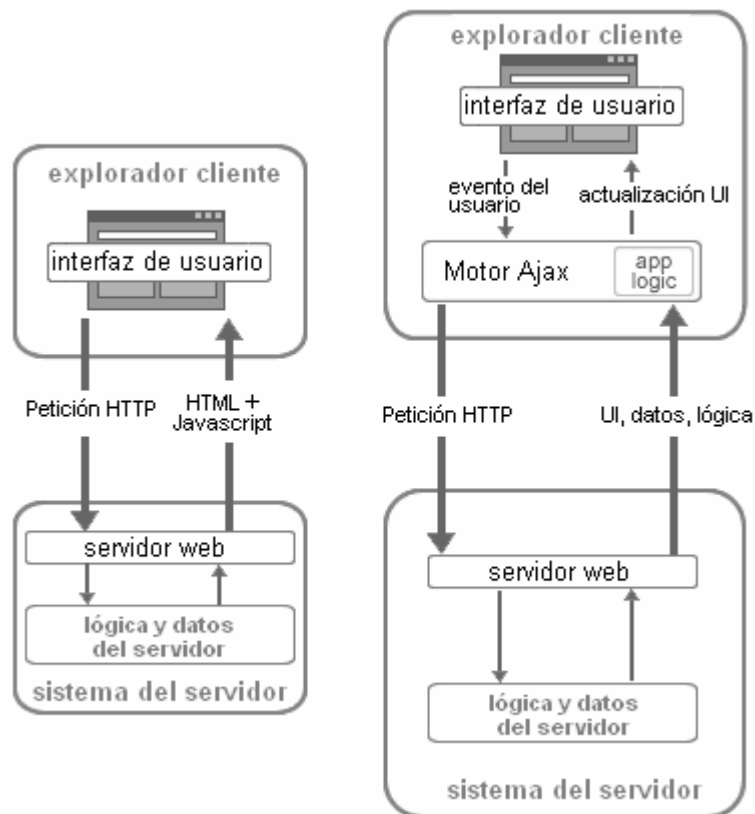 explorador cliente
interfaz de usuario
Petición HTTP
HTML +
Javascript
servidor web
lógica y datos
del servidor
sistema del servidor
explorador cliente
interfaz de usuario
evento del
usuario
actualización UI
Motor Ajax
app
logic
Petición HTTP
UI, datos, lógica
servidor web
lógica y datos
del servidor
sistema del servidor